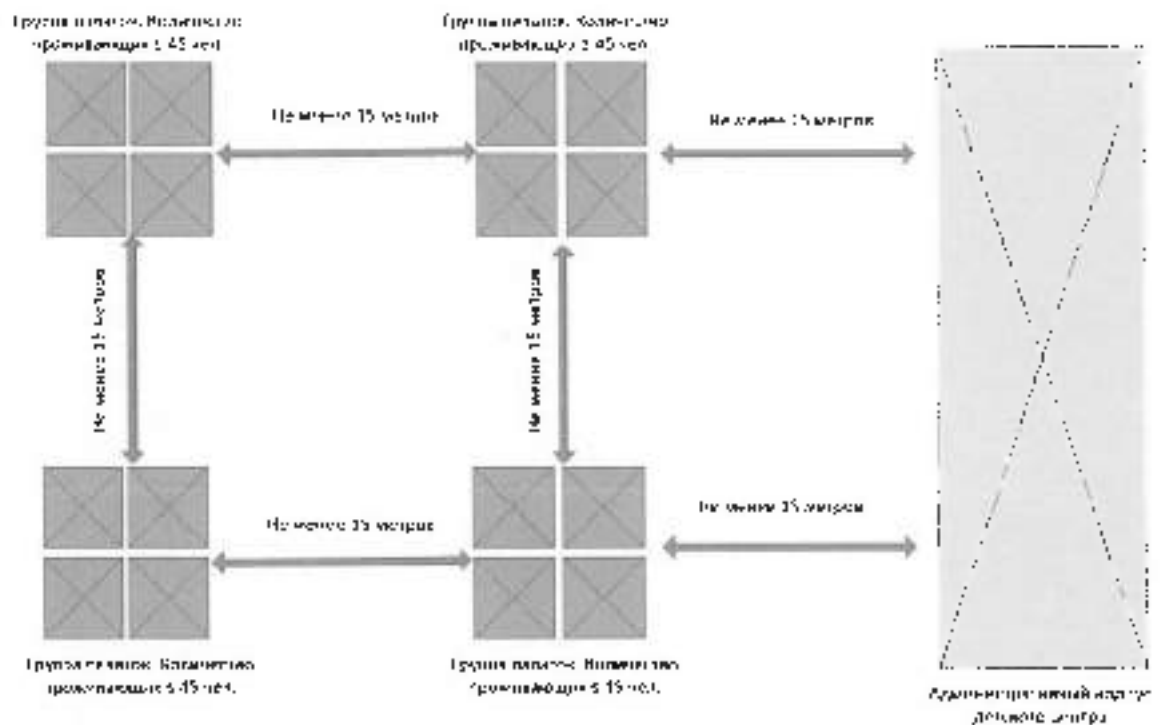 Группа палаток. Количество
проживающих ≤ 45 чел.
Группа палаток. Количество
проживающих ≤ 45 чел.
Не менее 15 метров
Не менее 15 метров
Не менее 15 метров
Не менее 15 метров
Не менее 15 метров
Не менее 15 метров
Группа палаток. Количество
проживающих ≤ 45 чел.
Группа палаток. Количество
проживающих ≤ 45 чел.
Административный корпус
детского центра